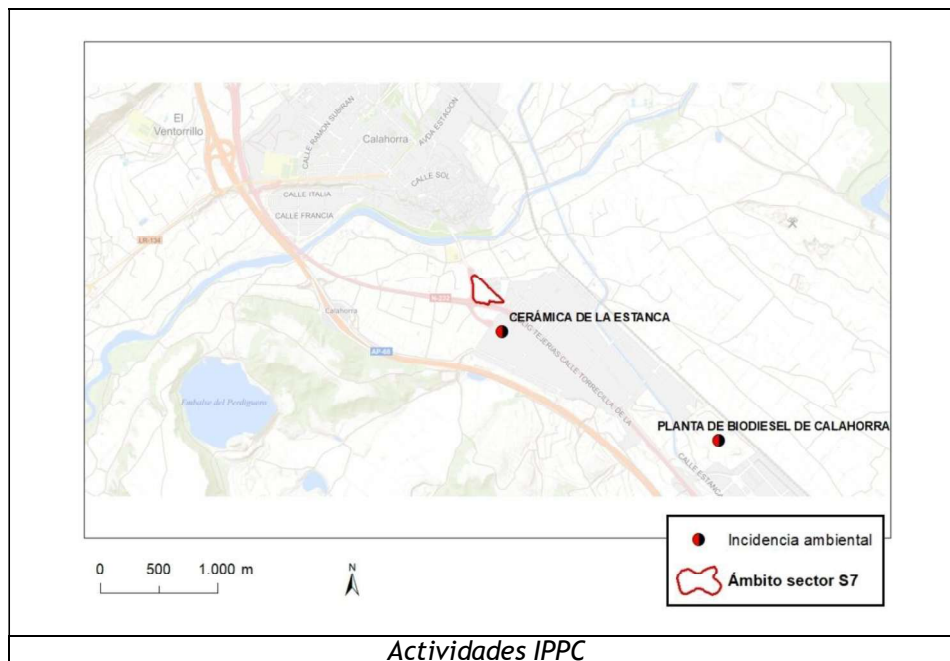 El
Ventorrillo
CALLE RAMON SUBIRAN
Calahorra
AVDA ESTACIÓN
CALLE SOL
CALLE ITALIA
CALLE FRANCIA
LR-134
N-232
Calahorra
CERÁMICA DE LA ESTANCA
AP-68
TEJERIAS CALLE TORRECILLA DE LA
Embalse del Perdiguero
PLANTA DE BIODIESEL DE CALAHORRA
CALLE ESTANCA
Incidencia ambiental
Ámbito sector S7
0 500 1.000 m
N
Actividades IPPC